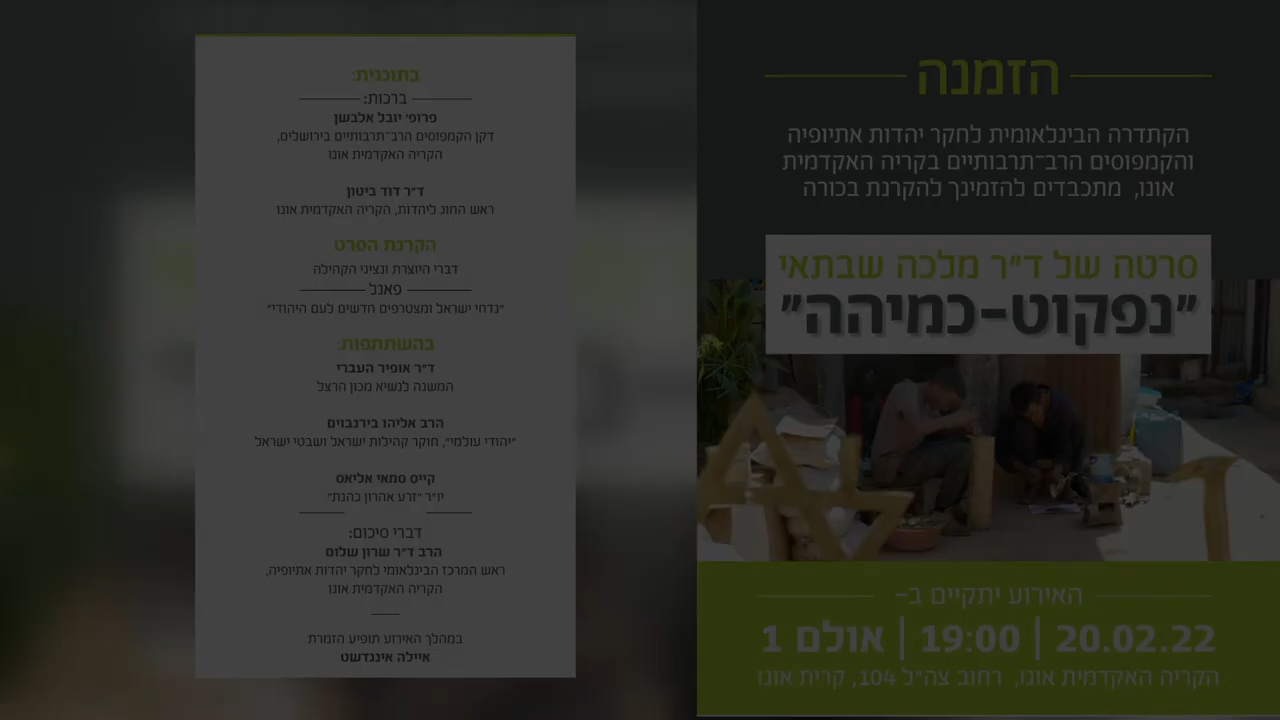 הזמנה
הקתדרה הבינלאומית לחקר יהדות אתיופיה
והקמפוסים הרב־תרבותיים בקריה האקדמית
אונו, מתכבדים להזמינך להקרנת בכורה
סרטה של ד״ר מלכה שבתאי
״נפקוט-כמיהה״
האירוע יתקיים ב-
20.02.22 | 19:00 | אולם 1
הקריה האקדמית אונו, רחוב צה״ל 104, קרית אונו
בתוכנית:
ברכות:
פרופ׳ יובל אלבשן
דקן הקמפוסים הרב־תרבותיים בירושלים,
הקריה האקדמית אונו
ד״ר דוד ביטון
ראש החוג ליהדות, הקריה האקדמית אונו
הקרנת הסרט
דברי היוצרת ונציגי הקהילה
פאנל
״נדחי ישראל ומצטרפים חדשים לעם היהודי״
בהשתתפות:
ד״ר אופיר העברי
המשנה לנשיא מכון הרצל
הרב אליהו בירנבוים
״יהודי עולמי״, חוקר קהילות ישראל ושבטי ישראל
קייס סמאי אליאס
יו״ר ״זרע אהרון כהנת״
דברי סיכום:
הרב ד״ר שרון שלום
ראש המרכז הבינלאומי לחקר יהדות אתיופיה,
הקריה האקדמית אונו
במהלך האירוע תופיע הזמרת
איילה אינגדשט